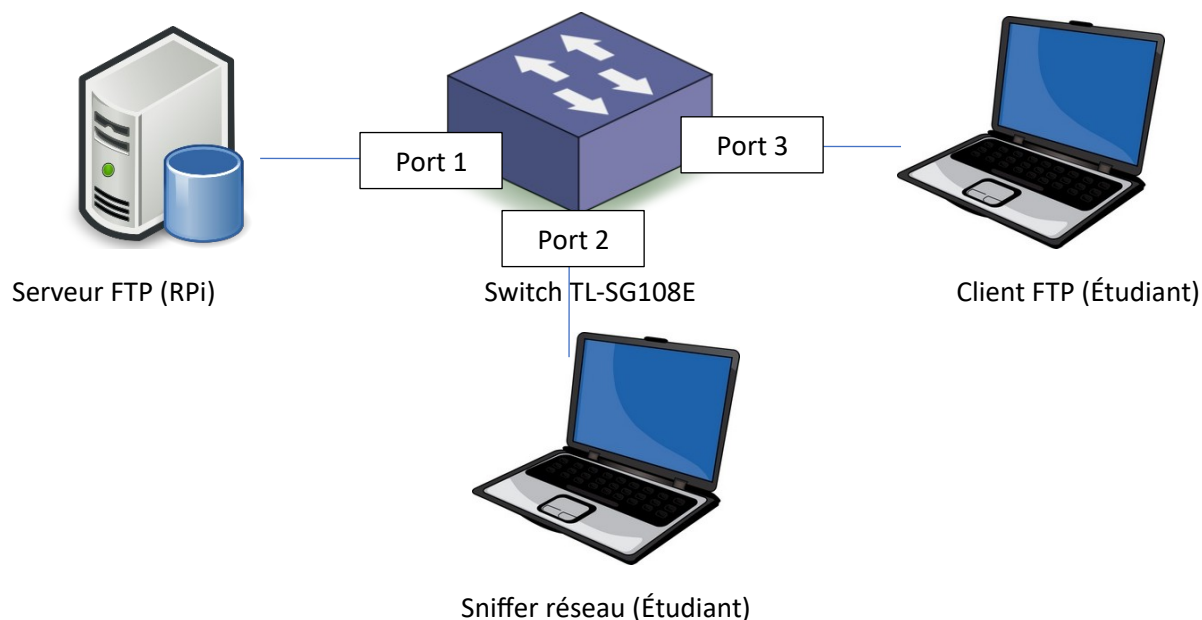 Port 1
Port 3
Port 2
Serveur FTP (RPi)
Switch TL-SG108E
Client FTP (Étudiant)
Sniffer réseau (Étudiant)